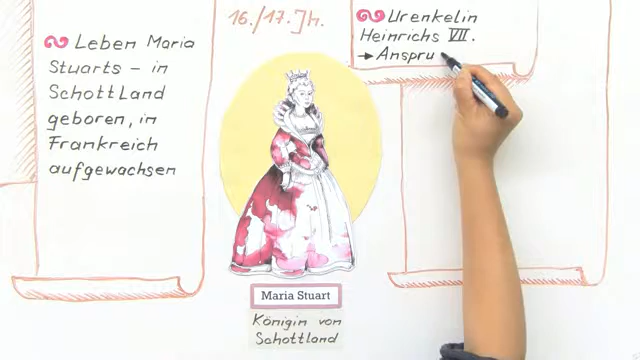 Leben Maria
Stuarts - in
Schottland
geboren, in
Frankreich
aufgewachsen
16./17. Jh.
Urenkelin
Heinrichs VII.
→ Anspru
Maria Stuart
Königin von
Schottland